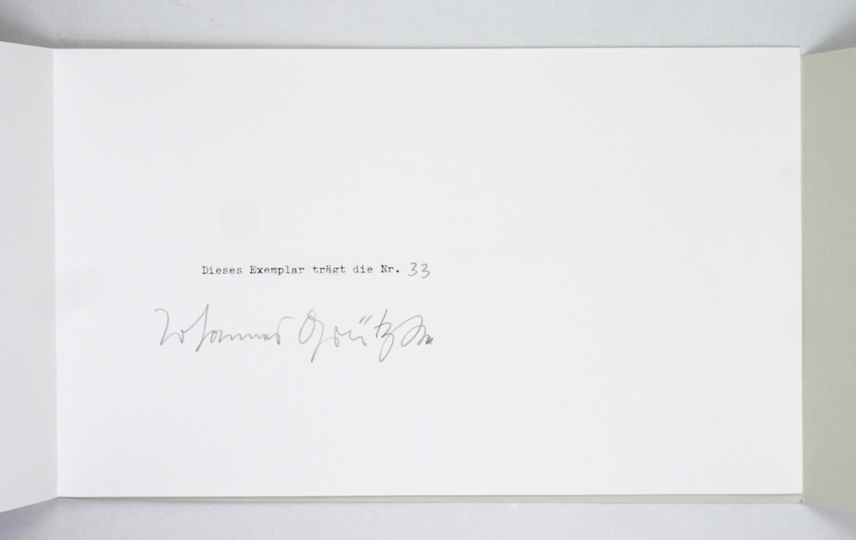 Dieses Exemplar trägt die Nr. 33
Johannes Grützke